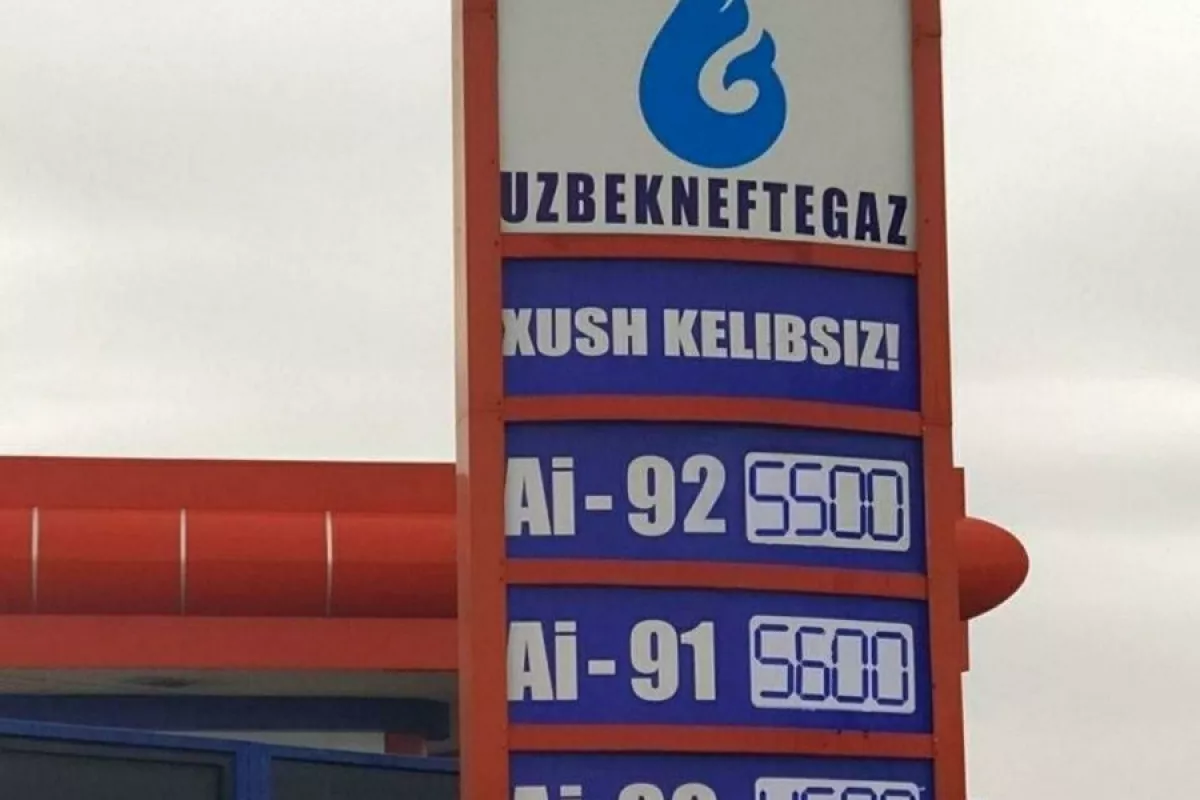 UZBEKNEFTEGAZ
XUSH KELIBSIZ!
Ai-92 5500
Ai-91 5600